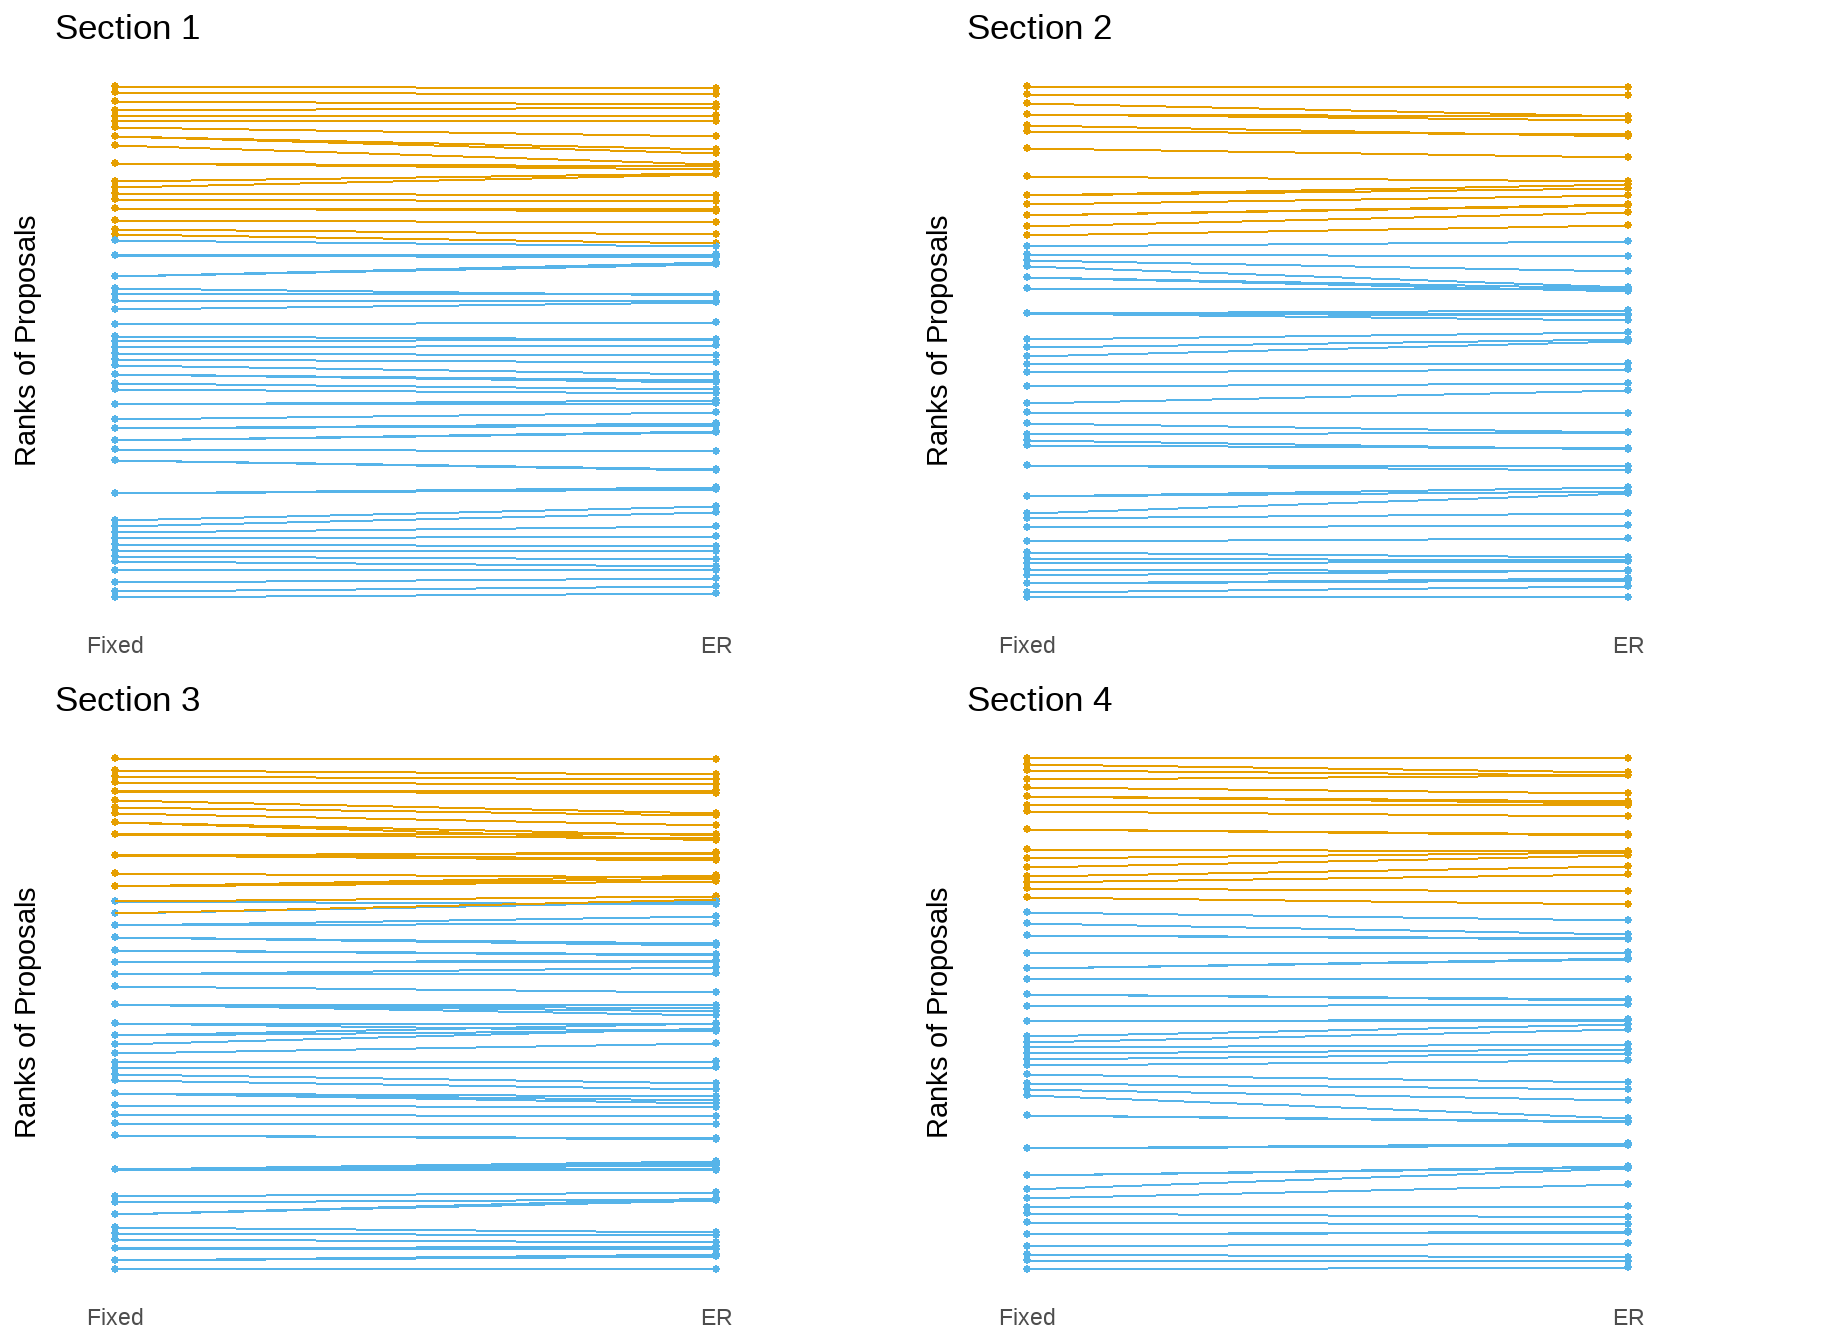 Section 1
Ranks of Proposals
Fixed
ER
Section 2
Ranks of Proposals
Fixed
ER
Section 3
Ranks of Proposals
Fixed
ER
Section 4
Ranks of Proposals
Fixed
ER